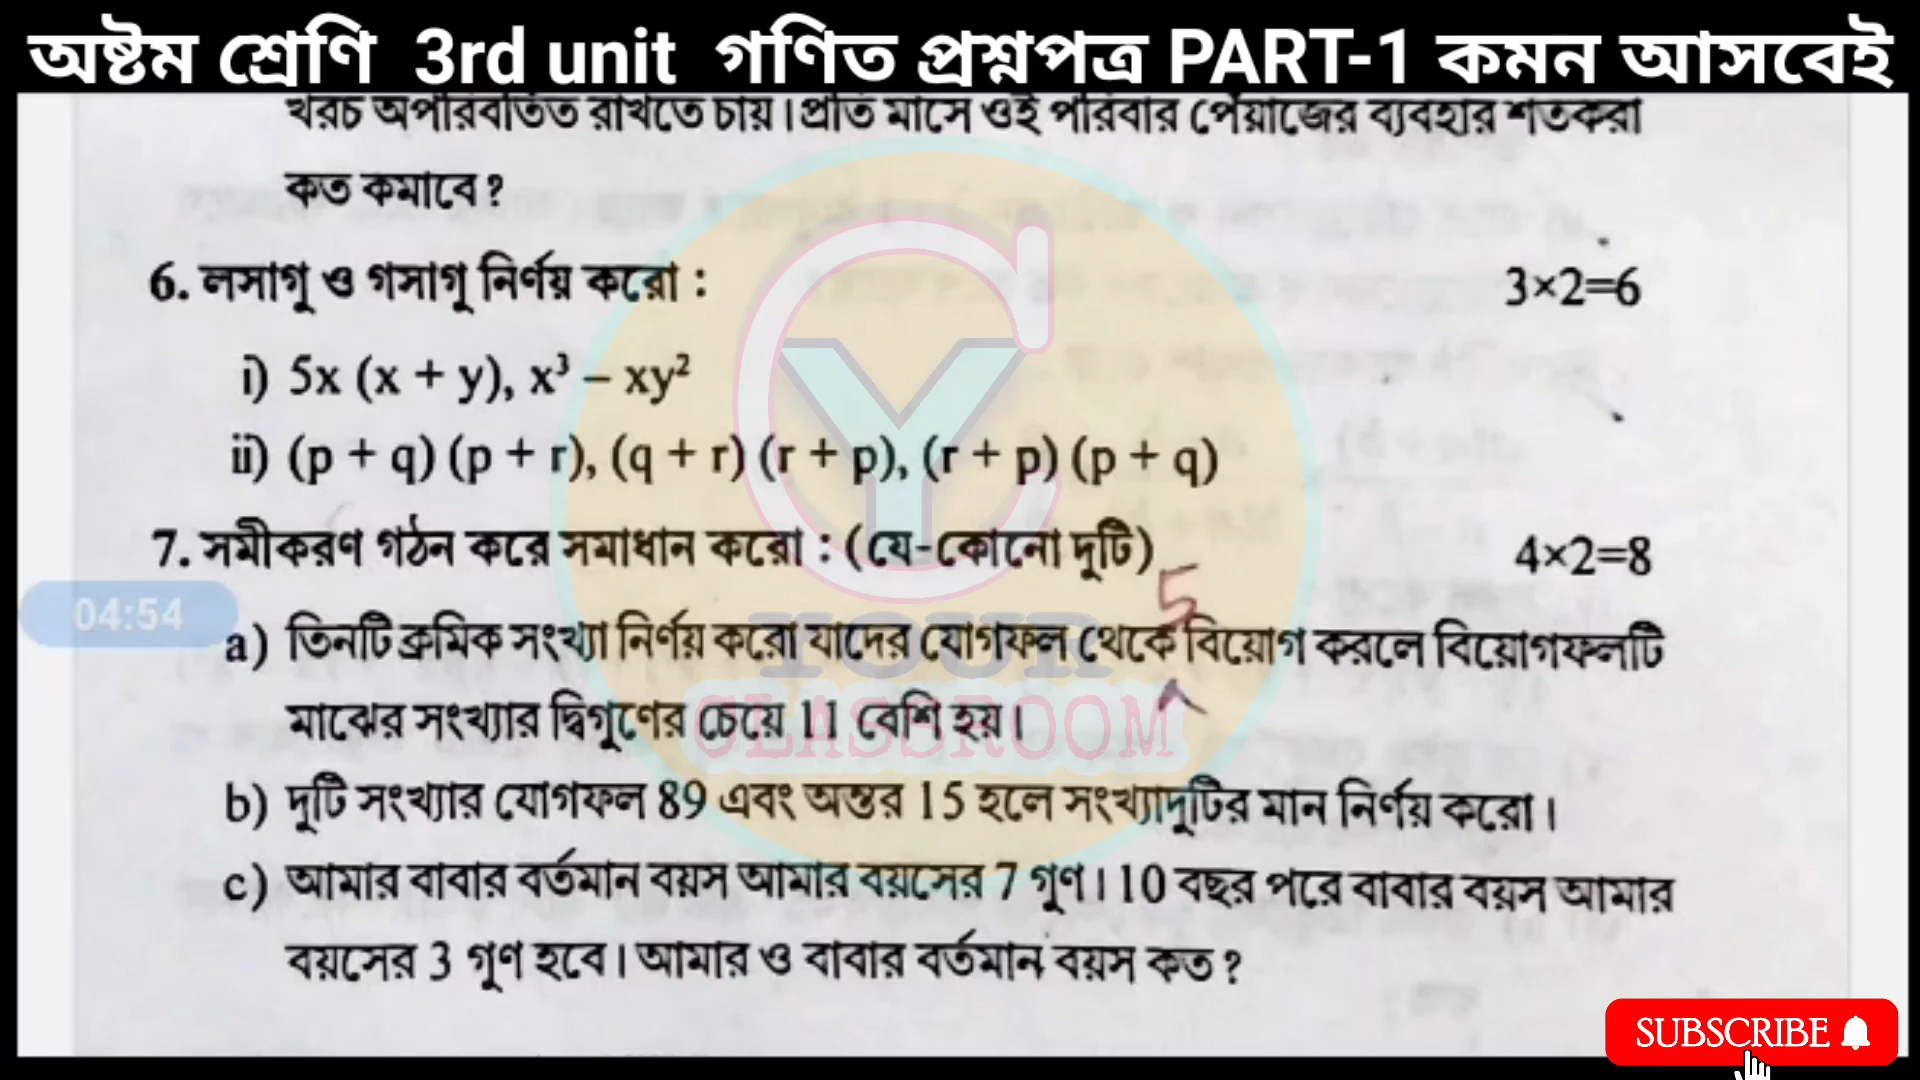 অষ্টম শ্রেণি 3rd unit গণিত প্রশ্নপত্র PART-1 কমন আসবেই
খরচ অপরিবর্তিত রাখতে চায়। প্রতি মাসে ওই পরিবার পেঁয়াজের ব্যবহার শতকরা
কত কমাবে ?
6. লসাগু ও গসাগু নির্ণয় করো : 3×2=6
i) 5x (x + y), x³ – xy²
ii) (p + q) (p + r), (q + r) (r + p), (r + p) (p + q)
7. সমীকরণ গঠন করে সমাধান করো : (যে-কোনো দুটি) 4×2=8
04:54
5
a) তিনটি ক্রমিক সংখ্যা নির্ণয় করো যাদের যোগফল থেকে বিয়োগ করলে বিয়োগফলটি
মাঝের সংখ্যার দ্বিগুণের চেয়ে 11 বেশি হয়।
b) দুটি সংখ্যার যোগফল 89 এবং অন্তর 15 হলে সংখ্যাদুটির মান নির্ণয় করো।
c) আমার বাবার বর্তমান বয়স আমার বয়সের 7 গুণ। 10 বছর পরে বাবার বয়স আমার
বয়সের 3 গুণ হবে। আমার ও বাবার বর্তমান বয়স কত ?
YOUR
CLASSROOM
SUBSCRIBE